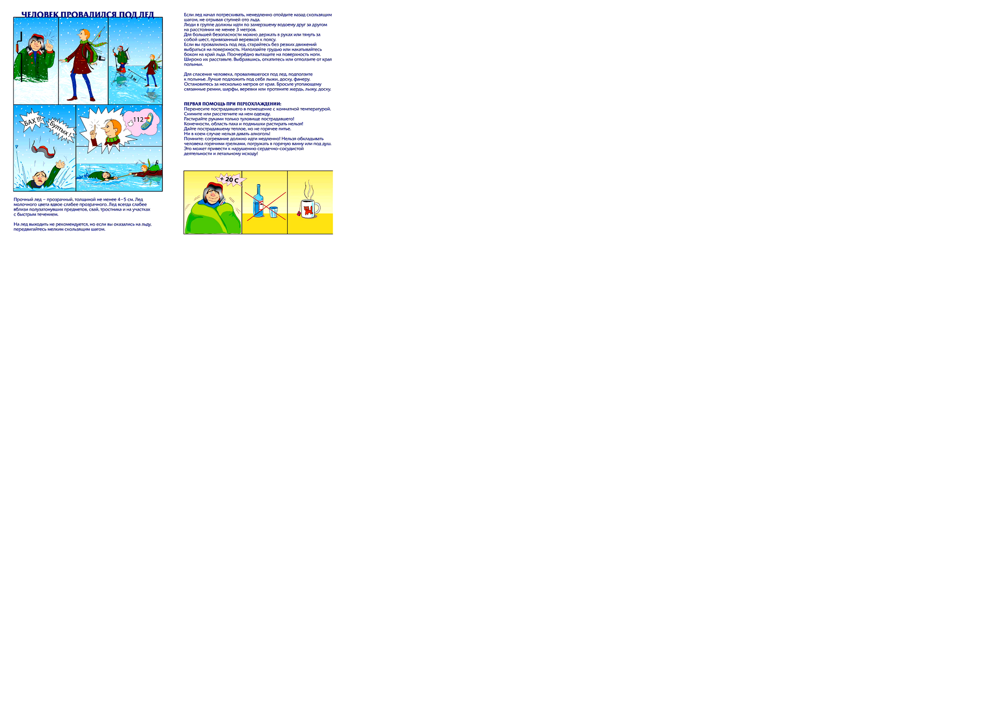 ЧЕЛОВЕК ПРОВАЛИЛСЯ ПОД ЛЕД
3 м
БАХ !!!
БУЛТЫХ !
112
Прочный лед – прозрачный, толщиной не менее 4–5 см. Лед
молочного цвета вдвое слабее прозрачного. Лед всегда слабее
вблизи полузатонувших предметов, свай, тростника и на участках
с быстрым течением.
На лед выходить не рекомендуется, но если вы оказались на льду,
передвигайтесь мелким скользящим шагом.
Если лед начал потрескивать, немедленно отойдите назад скользящим
шагом, не отрывая ступней ото льда.
Люди в группе должны идти по замерзшему водоему друг за другом
на расстоянии не менее 3 метров.
Для большей безопасности можно держать в руках или тянуть за
собой шест, привязанный веревкой к поясу.
Если вы провалились под лед, старайтесь без резких движений
выбраться на поверхность. Наползайте грудью или накатывайтесь
боком на край льда. Поочерёдно вытащите на поверхность ноги.
Широко их расставьте. Выбравшись, откатитесь или отползите от края
полыньи.
Для спасения человека, провалившегося под лед, подползите
к полынье. Лучше подложить под себя лыжи, доску, фанеру.
Остановитесь за несколько метров от края. Бросьте утопающему
связанные ремни, шарфы, веревки или протяните жердь, лыжу, доску.
ПЕРВАЯ ПОМОЩЬ ПРИ ПЕРЕОХЛАЖДЕНИИ:
Перенесите пострадавшего в помещение с комнатной температурой.
Снимите или расстегните на нем одежду.
Растирайте руками только туловище пострадавшего!
Конечности, область паха и подмышки растирать нельзя!
Дайте пострадавшему теплое, но не горячее питье.
Ни в коем случае нельзя давать алкоголь!
Помните: согревание должно идти медленно! Нельзя обкладывать
человека горячими грелками, погружать в горячую ванну или под душ.
Это может привести к нарушению сердечно-сосудистой
деятельности и летальному исходу!
+ 20 С